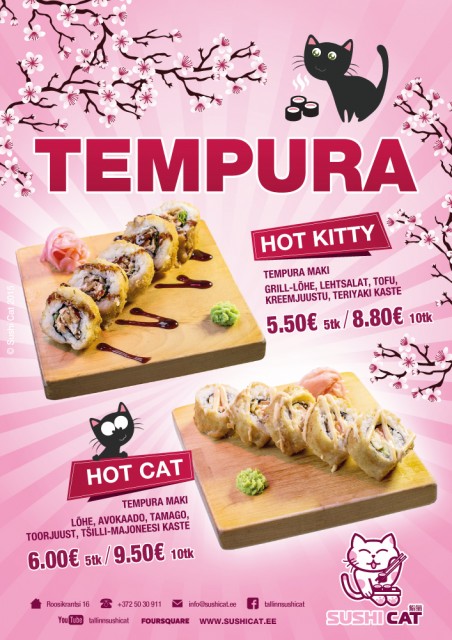 TEMPURA
HOT KITTY
TEMPURA MAKI
GRILL-LÕHE, LEHTSALAT, TOFU,
KREEMJUUSTU, TERIYAKI KASTE
5.50€ 5tk / 8.80€ 10tk
© Sushi Cat 2015
HOT CAT
TEMPURA MAKI
LÕHE, AVOKAADO, TAMAGO,
TOORJUUST, TŠILLI-MAJONEESI KASTE
6.00€ 5tk / 9.50€ 10tk
Roosikrantsi 16 +372 50 30 911 info@sushicat.ee tallinnsushicat
YouTube tallinnsushicat FOURSQUARE WWW.SUSHICAT.EE
SUSHI CAT